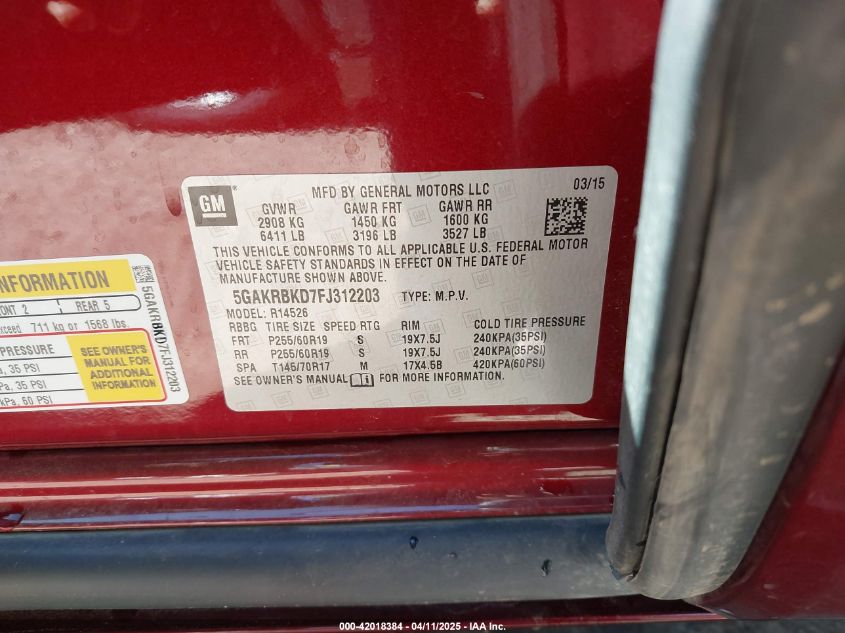 GM
MFD BY GENERAL MOTORS LLC 03/15
GVWR GAWR FRT GAWR RR
2908 KG 1450 KG 1600 KG
6411 LB 3196 LB 3527 LB
THIS VEHICLE CONFORMS TO ALL APPLICABLE U.S. FEDERAL MOTOR
VEHICLE SAFETY STANDARDS IN EFFECT ON THE DATE OF
MANUFACTURE SHOWN ABOVE.
5GAKRBKD7FJ312203 TYPE: M.P.V.
MODEL: R14526
RBBG TIRE SIZE SPEED RTG RIM COLD TIRE PRESSURE
FRT P255/60R19 S 19X7.5J 240KPA(35PSI)
RR P255/60R19 S 19X7.5J 240KPA(35PSI)
SPA T145/70R17 M 17X4.5B 420KPA(60PSI)
SEE OWNER'S MANUAL FOR MORE INFORMATION.
INFORMATION
ONT 2 REAR 5
xceed 711 kg or 1568 lbs.
PRESSURE
a, 35 PSI
a, 35 PSI
kPa, 60 PSI
SEE OWNER'S
MANUAL FOR
ADDITIONAL
INFORMATION
5GAKRBKD7FJ312203
000-42018384 - 04/11/2025 - IAA, Inc.